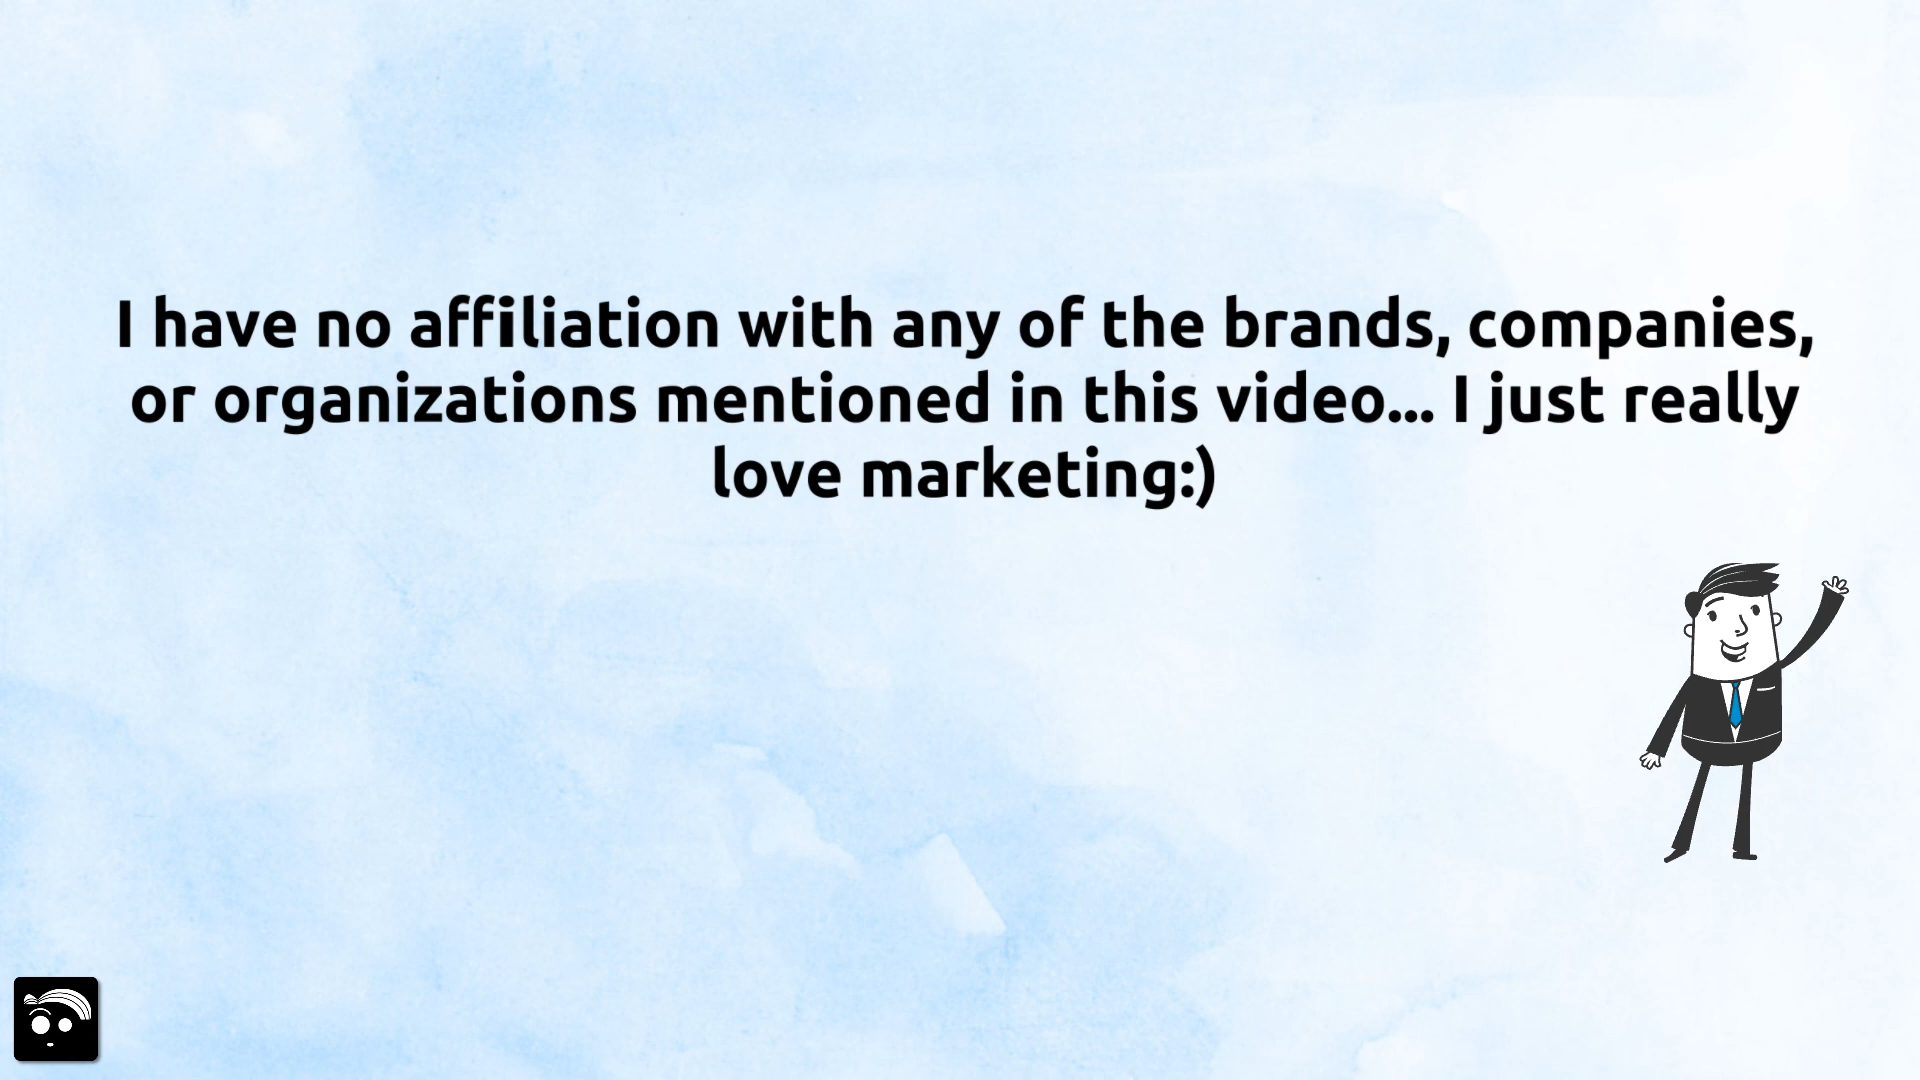 I have no affiliation with any of the brands, companies,
or organizations mentioned in this video... I just really
love marketing:)